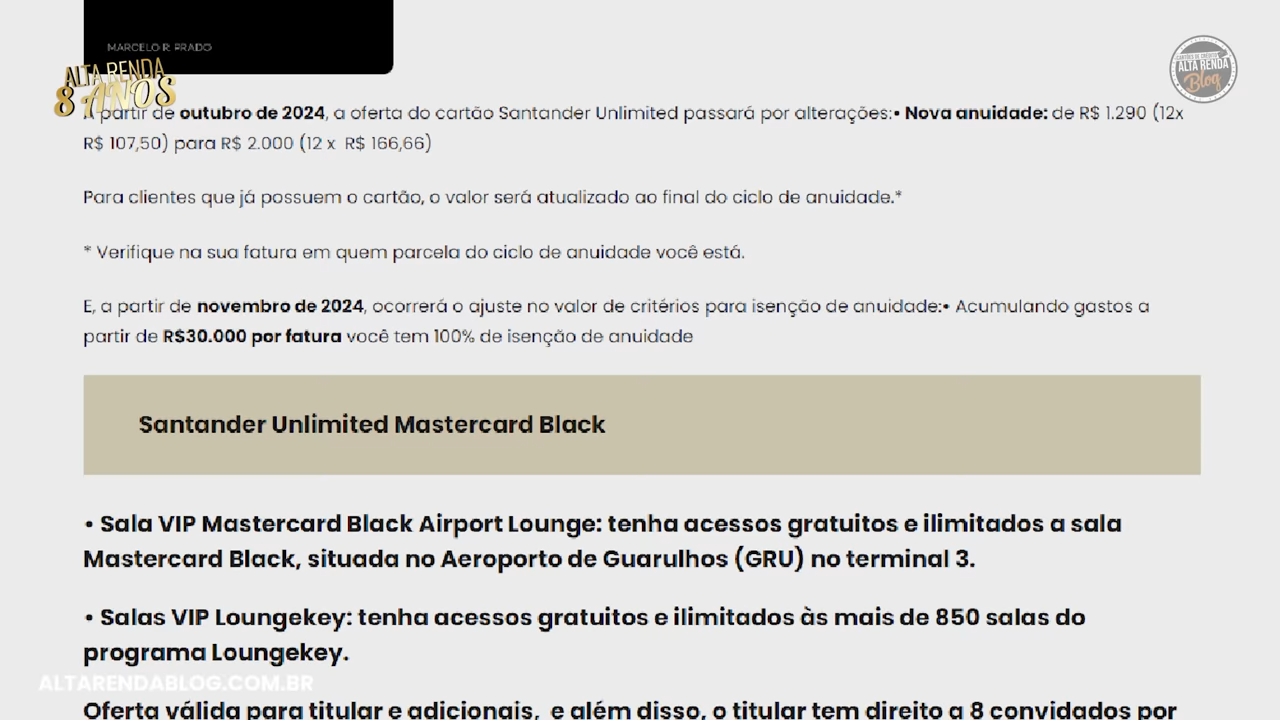 MARCELO R. PRADO
ALTA RENDA
8 ANOS
CARTÕES DE CRÉDITO
ALTA RENDA
Blog
A partir de outubro de 2024, a oferta do cartão Santander Unlimited passará por alterações:• Nova anuidade: de R$ 1.290 (12x
R$ 107,50) para R$ 2.000 (12 x R$ 166,66)
Para clientes que já possuem o cartão, o valor será atualizado ao final do ciclo de anuidade.*
* Verifique na sua fatura em quem parcela do ciclo de anuidade você está.
E, a partir de novembro de 2024, ocorrerá o ajuste no valor de critérios para isenção de anuidade:• Acumulando gastos a
partir de R$30.000 por fatura você tem 100% de isenção de anuidade
Santander Unlimited Mastercard Black
• Sala VIP Mastercard Black Airport Lounge: tenha acessos gratuitos e ilimitados a sala
Mastercard Black, situada no Aeroporto de Guarulhos (GRU) no terminal 3.
• Salas VIP Loungekey: tenha acessos gratuitos e ilimitados às mais de 850 salas do
programa Loungekey.
ALTARENDABLOG.COM.BR
Oferta válida para titular e adicionais, e além disso, o titular tem direito a 8 convidados por